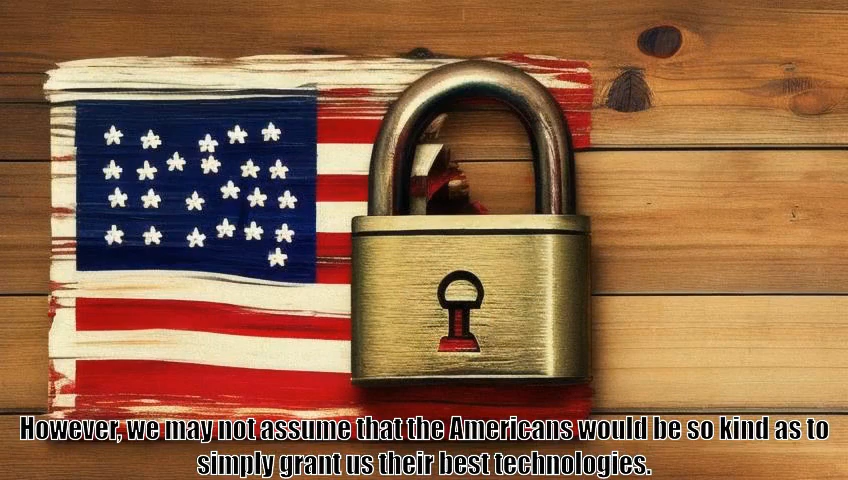 However, we may not assume that the Americans would be so kind as to
simply grant us their best technologies.